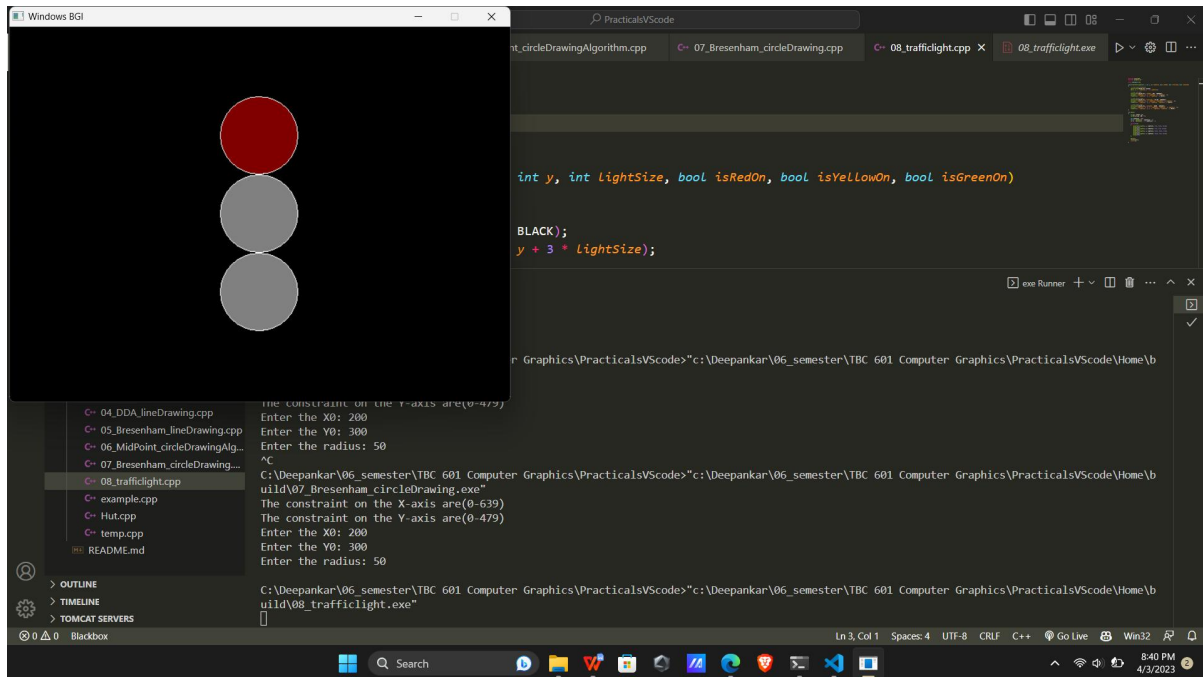 Windows BGI
PracticalsVScode
nt_circleDrawingAlgorithm.cpp
07_Bresenham_circleDrawing.cpp
08_trafficlight.cpp
08_trafficlight.exe
int y, int lightSize, bool isRedOn, bool isYellowOn, bool isGreenOn)
BLACK);
y + 3 * lightSize);
exe Runner
r Graphics\PracticalsVScode>"c:\Deepankar\06_semester\TBC 601 Computer Graphics\PracticalsVScode\Home\b
The constraint on the Y-axis are(0-479)
Enter the X0: 200
Enter the Y0: 300
Enter the radius: 50
^C
C:\Deepankar\06_semester\TBC 601 Computer Graphics\PracticalsVScode>"c:\Deepankar\06_semester\TBC 601 Computer Graphics\PracticalsVScode\Home\b
uild\07_Bresenham_circleDrawing.exe"
The constraint on the X-axis are(0-639)
The constraint on the Y-axis are(0-479)
Enter the X0: 200
Enter the Y0: 300
Enter the radius: 50
C:\Deepankar\06_semester\TBC 601 Computer Graphics\PracticalsVScode>"c:\Deepankar\06_semester\TBC 601 Computer Graphics\PracticalsVScode\Home\b
uild\08_trafficlight.exe"
04_DDA_lineDrawing.cpp
05_Bresenham_lineDrawing.cpp
06_MidPoint_circleDrawingAlg...
07_Bresenham_circleDrawing....
08_trafficlight.cpp
example.cpp
Hut.cpp
temp.cpp
README.md
OUTLINE
TIMELINE
TOMCAT SERVERS
0 0 Blackbox
Ln 3, Col 1 Spaces: 4 UTF-8 CRLF C++ Go Live Win32
Search
8:40 PM
4/3/2023
2